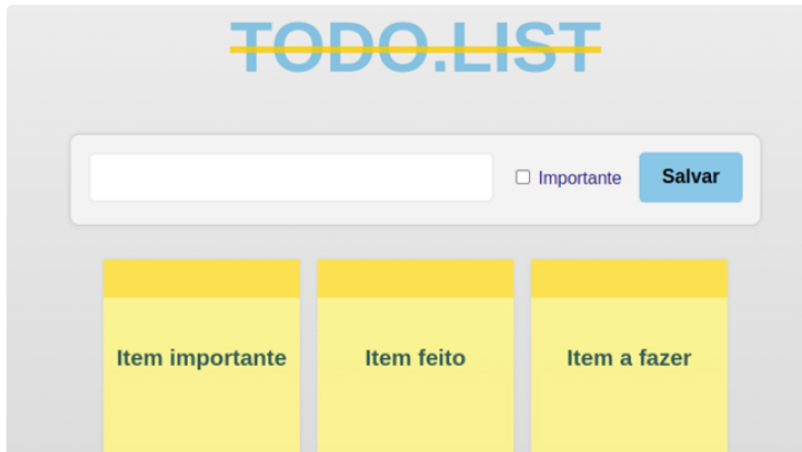 TODO.LIST
Importante Salvar
Item importante Item feito Item a fazer